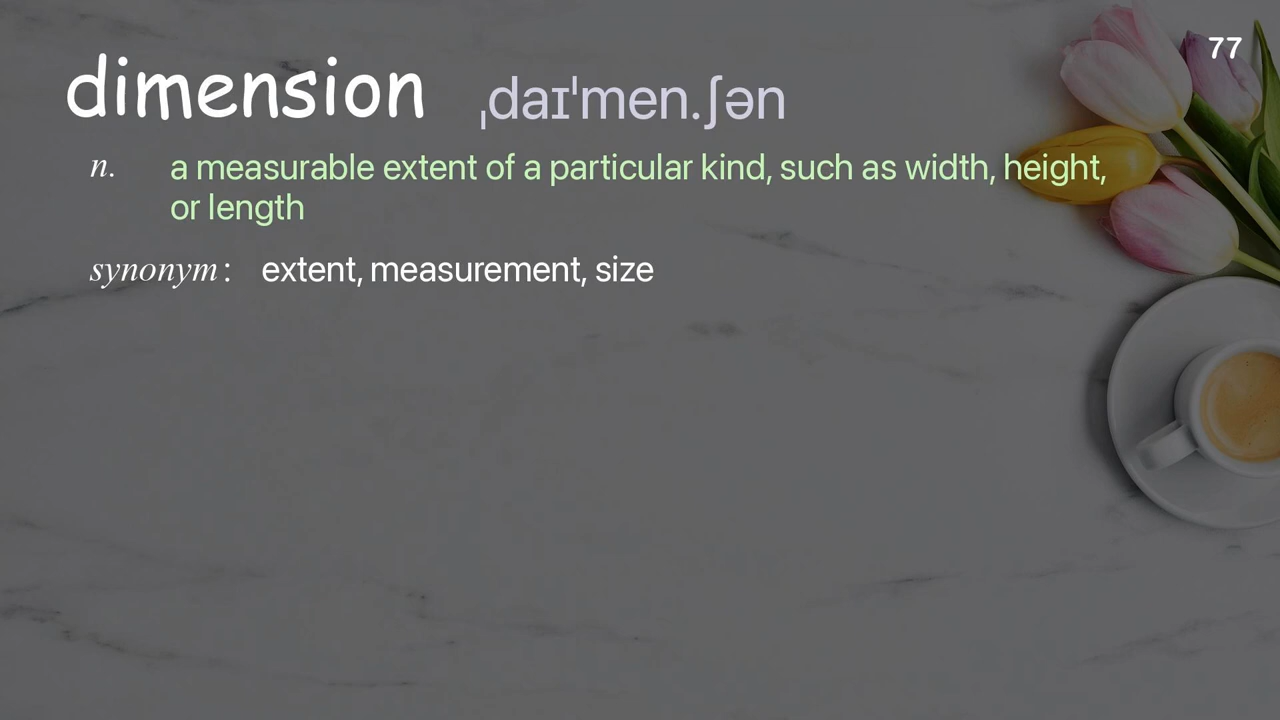 77
dimension ˌdaɪˈmen.ʃən
n. a measurable extent of a particular kind, such as width, height,
or length
synonym : extent, measurement, size